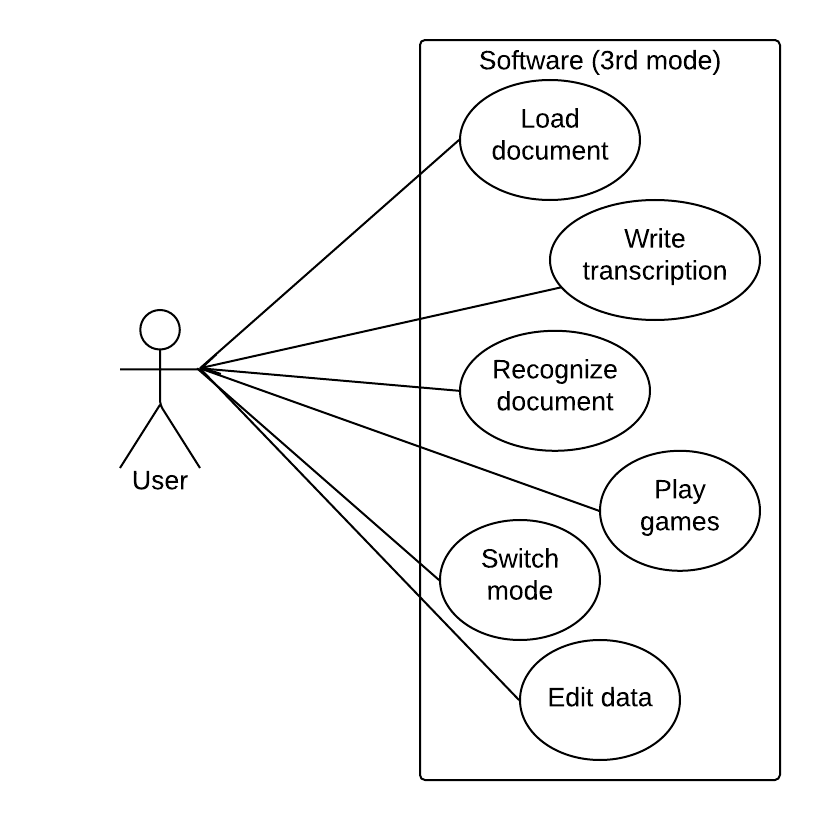 Software (3rd mode)
Load
document
Write
transcription
Recognize
document
User
Play
games
Switch
mode
Edit data